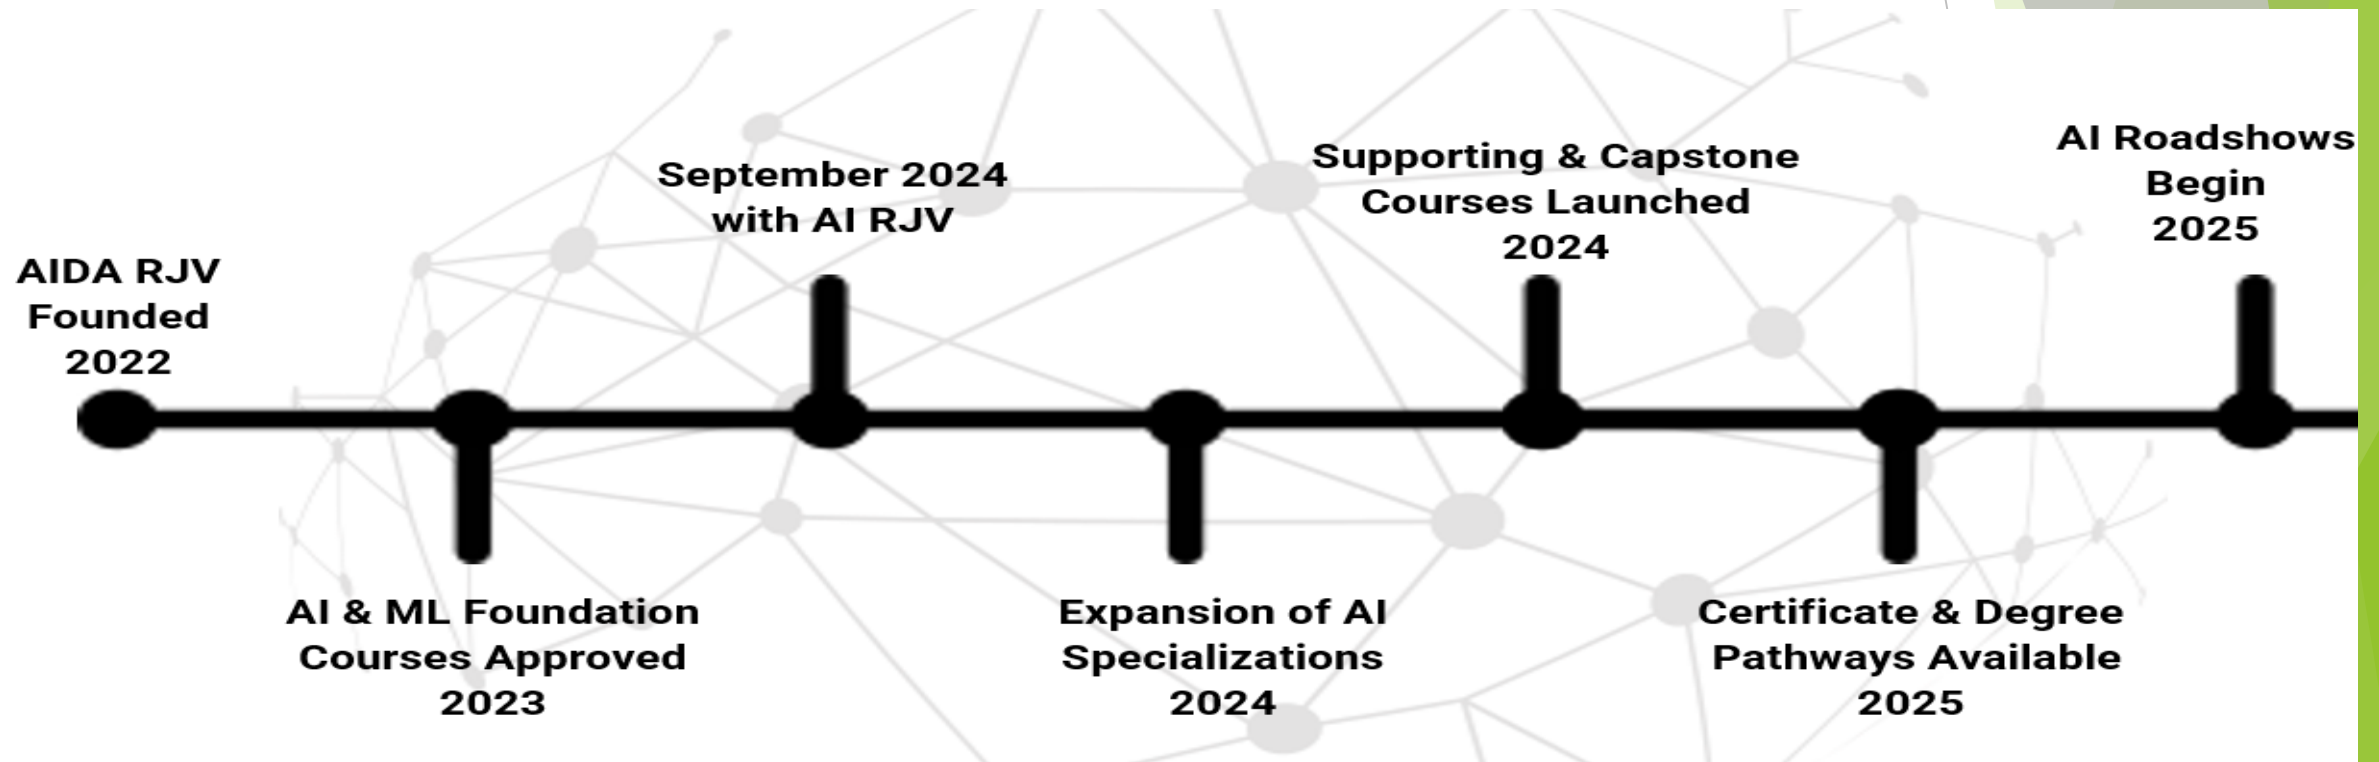 AIDA RJV
Founded
2022
AI & ML Foundation
Courses Approved
2023
September 2024
with AI RJV
Expansion of AI
Specializations
2024
Supporting & Capstone
Courses Launched
2024
Certificate & Degree
Pathways Available
2025
AI Roadshows
Begin
2025